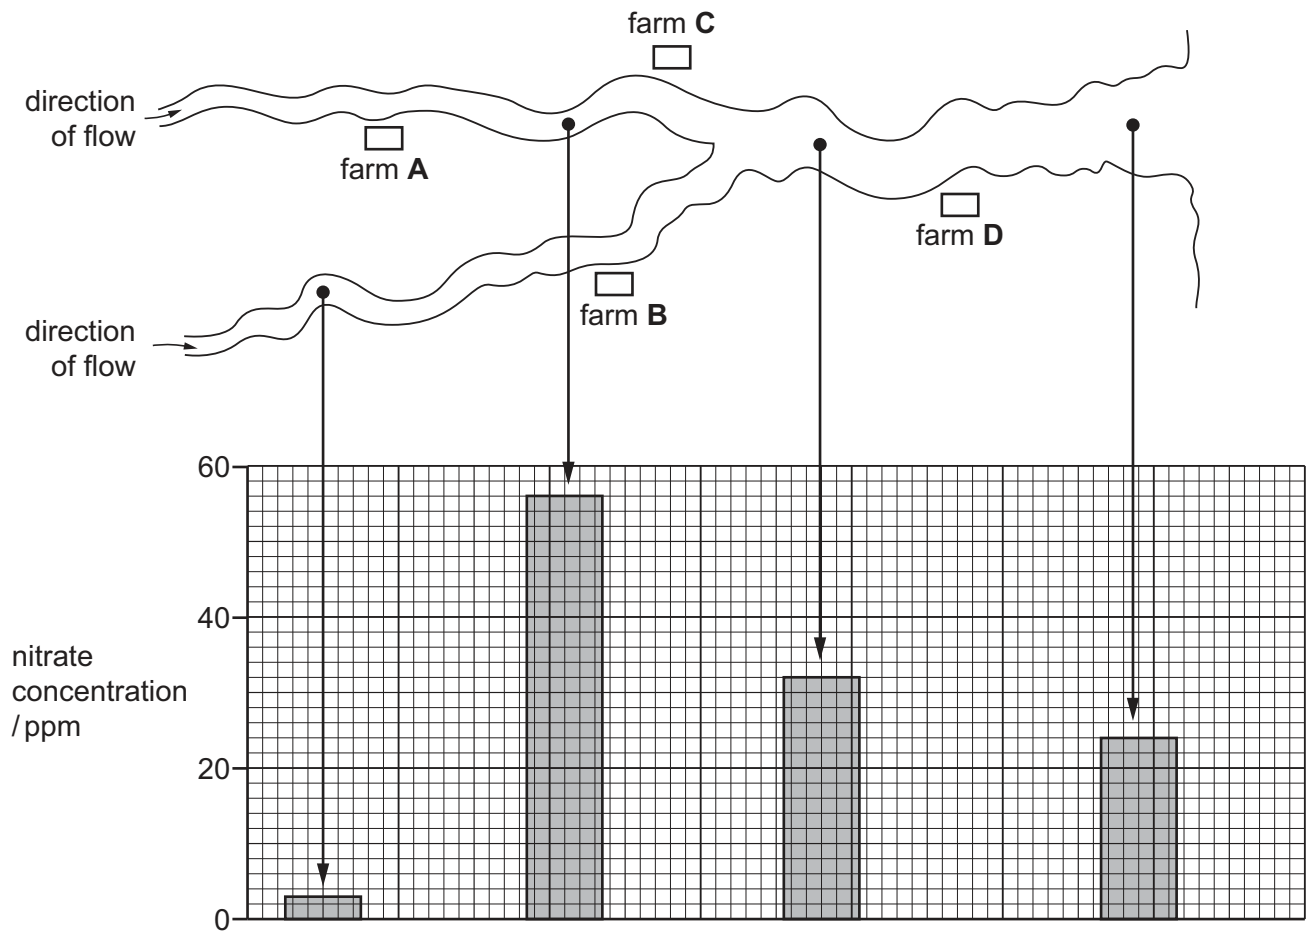 farm C
direction
of flow
farm A
farm D
farm B
direction
of flow
60
40
nitrate
concentration
/ ppm
20
0